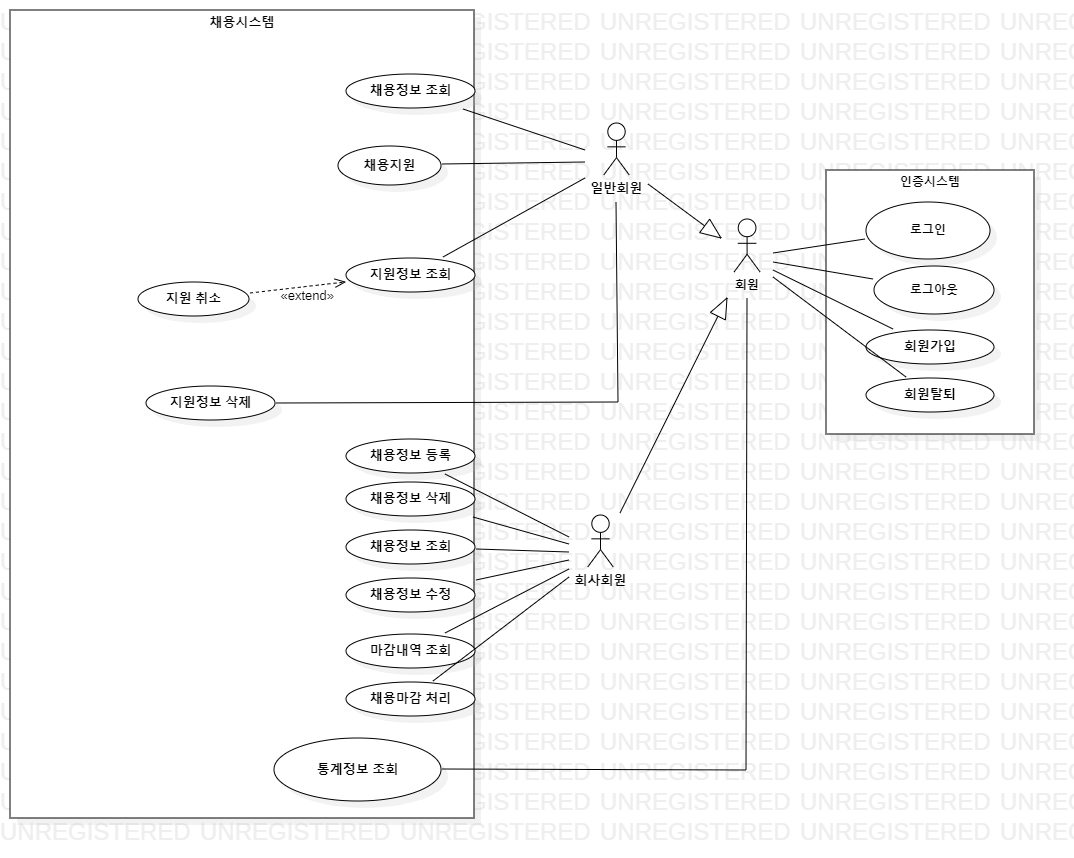 채용시스템
채용정보 조회
채용지원
일반회원
인증시스템
로그인
지원정보 조회
지원 취소
«extend»
회원
로그아웃
회원가입
회원탈퇴
지원정보 삭제
채용정보 등록
채용정보 삭제
채용정보 조회
회사회원
채용정보 수정
마감내역 조회
채용마감 처리
통계정보 조회
UNREGISTERED UNREGISTERED UNREGISTERED UNREGISTERED UNREGISTERED